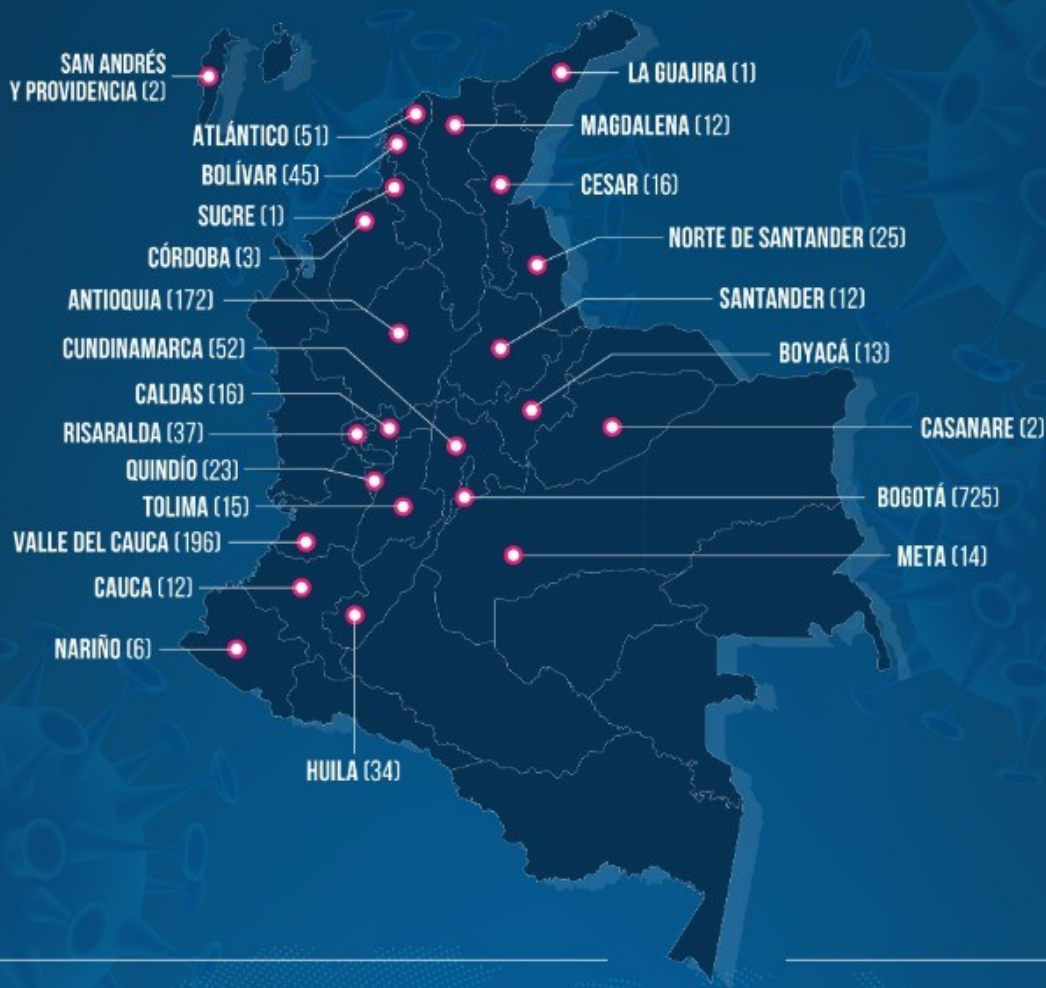 SAN ANDRÉS
Y PROVIDENCIA (2)
ATLÁNTICO (51)
BOLÍVAR (45)
SUCRE (1)
CÓRDOBA (3)
ANTIOQUIA (172)
CUNDINAMARCA (52)
CALDAS (16)
RISARALDA (37)
QUINDÍO (23)
TOLIMA (15)
VALLE DEL CAUCA (196)
CAUCA (12)
NARIÑO (6)
HUILA (34)
LA GUAJIRA (1)
MAGDALENA (12)
CESAR (16)
NORTE DE SANTANDER (25)
SANTANDER (12)
BOYACÁ (13)
CASANARE (2)
BOGOTÁ (725)
META (14)